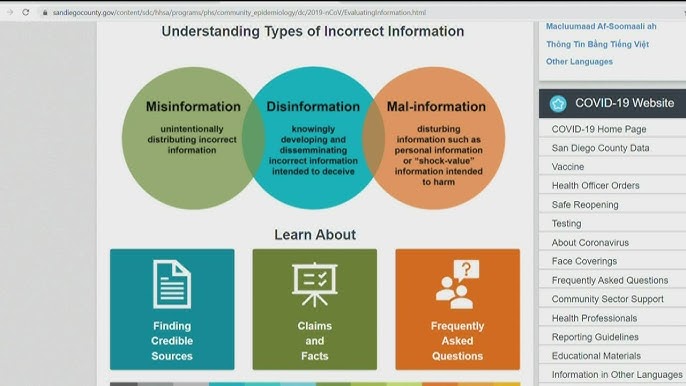 sandiegocounty.gov/content/sdc/hhsa/programs/phs/community_epidemiology/dc/2019-nCoV/EvaluatingInformation.html
Understanding Types of Incorrect Information
Misinformation
unintentionally
distributing incorrect
information
Disinformation
knowingly
developing and
dissemminating
incorrect information
intended to deceive
Mal-information
disturbing
information such as
personal information
or “shock-value”
information intended
to harm
Learn About
Finding
Credible
Sources
Claims
and
Facts
Frequently
Asked
Questions
Macluumaad Af-Soomaali ah
Thông Tin Bằng Tiếng Việt
Other Languages
COVID-19 Website
COVID-19 Home Page
San Diego County Data
Vaccine
Health Officer Orders
Safe Reopening
Testing
About Coronavirus
Face Coverings
Frequently Asked Questions
Community Sector Support
Health Professionals
Reporting Guidelines
Educational Materials
Information in Other Languages